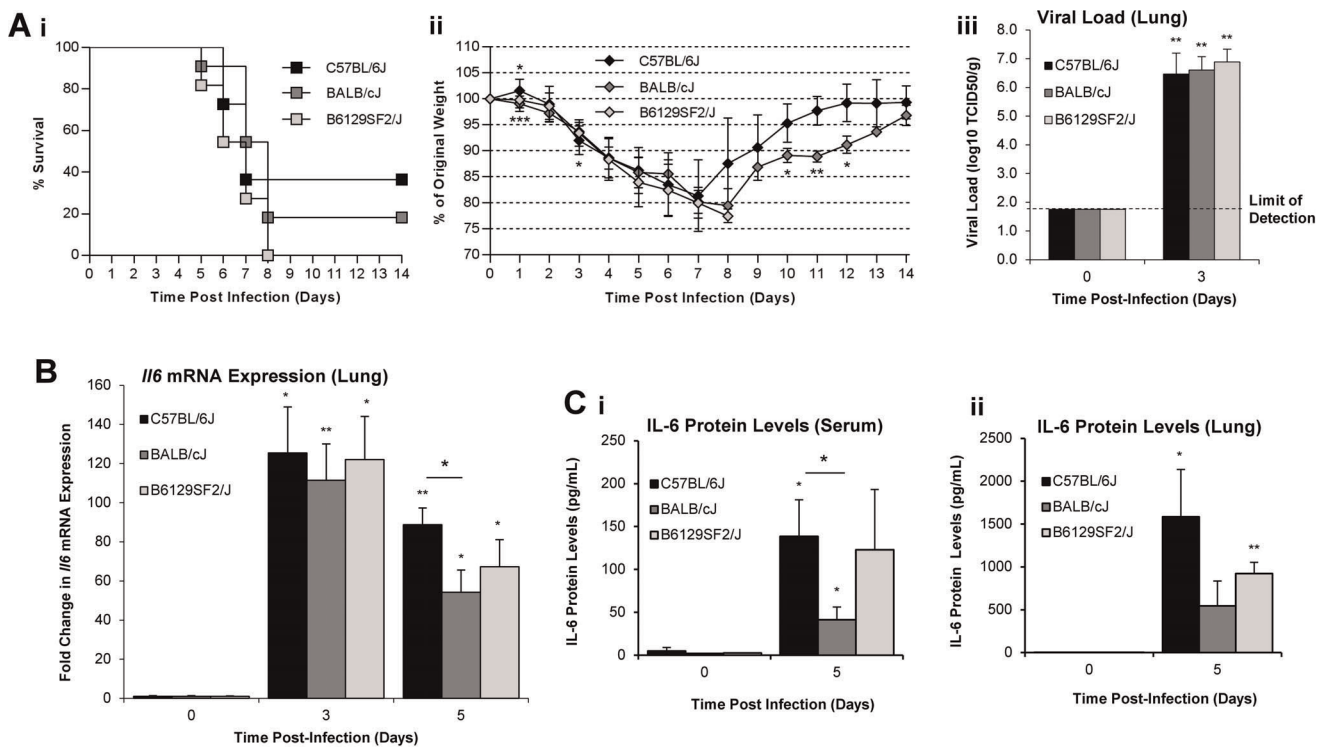 A i
100
80
60
40
20
0
% Survival
C57BL/6J
BALB/cJ
B6129SF2/J
0 1 2 3 4 5 6 7 8 9 10 11 12 13 14
Time Post Infection (Days)
ii
110
105
100
95
90
85
80
75
70
% of Original Weight
C57BL/6J
BALB/cJ
B6129SF2/J
*
***
*
* ** *
0 1 2 3 4 5 6 7 8 9 10 11 12 13 14
Time Post Infection (Days)
iii
Viral Load (Lung)
8.0
7.0
6.0
5.0
4.0
3.0
2.0
1.0
0.0
Viral Load (log10 TCID50/g)
C57BL/6J
BALB/cJ
B6129SF2/J
** ** **
Limit of
Detection
0 3
Time Post-Infection (Days)
B
Il6 mRNA Expression (Lung)
160
140
120
100
80
60
40
20
0
Fold Change in Il6 mRNA Expression
C57BL/6J
BALB/cJ
B6129SF2/J
* ** *
*
** * *
0 3 5
Time Post-Infection (Days)
C i
IL-6 Protein Levels (Serum)
250
200
150
100
50
0
IL-6 Protein Levels (pg/mL)
C57BL/6J
BALB/cJ
B6129SF2/J
*
* *
0 5
Time Post-Infection (Days)
ii
IL-6 Protein Levels (Lung)
2500
2000
1500
1000
500
0
IL-6 Protein Levels (pg/mL)
C57BL/6J
BALB/cJ
B6129SF2/J
* **
0 5
Time Post-Infection (Days)